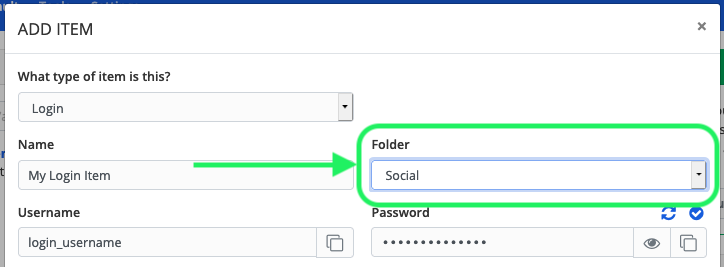 ADD ITEM ×
What type of item is this?
Login
Name Folder
My Login Item Social
Username Password
login_username ••••••••••••••